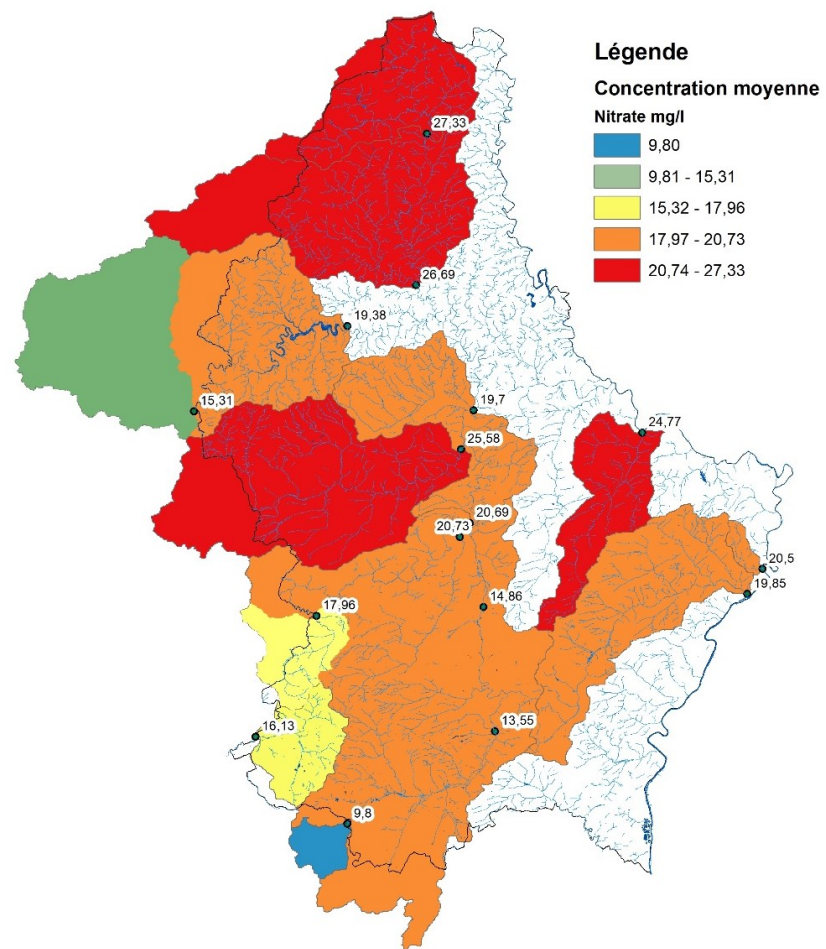 Légende
Concentration moyenne
Nitrate mg/l
9,80
9,81 - 15,31
15,32 - 17,96
17,97 - 20,73
20,74 - 27,33
27,33
26,69
19,38
15,31
19,7
24,77
25,58
20,69
20,73
20,5
19,85
14,86
17,96
16,13
13,55
9,8